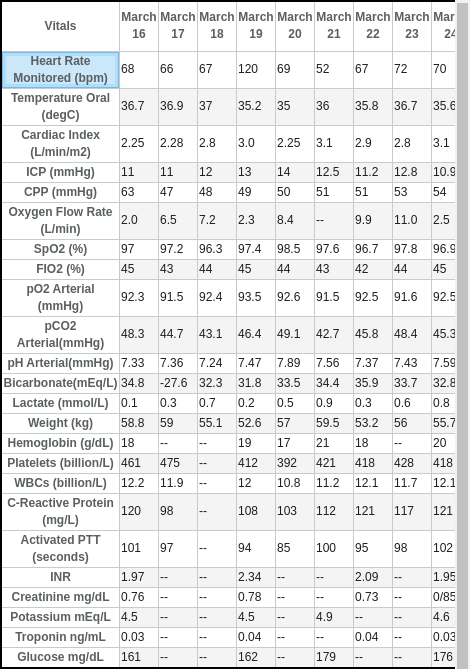 Vitals March 16 March 17 March 18 March 19 March 20 March 21 March 22 March 23 March 24
Heart Rate Monitored (bpm) 68 66 67 120 69 52 67 72 70
Temperature Oral (degC) 36.7 36.9 37 35.2 35 36 35.8 36.7 35.6
Cardiac Index (L/min/m2) 2.25 2.28 2.8 3.0 2.25 3.1 2.9 2.8 3.1
ICP (mmHg) 11 11 12 13 14 12.5 11.2 12.8 10.9
CPP (mmHg) 63 47 48 49 50 51 51 53 54
Oxygen Flow Rate (L/min) 2.0 6.5 7.2 2.3 8.4 -- 9.9 11.0 2.5
SpO2 (%) 97 97.2 96.3 97.4 98.5 97.6 96.7 97.8 96.9
FIO2 (%) 45 43 44 45 44 43 42 44 45
pO2 Arterial (mmHg) 92.3 91.5 92.4 93.5 92.6 91.5 92.5 91.6 92.5
pCO2 Arterial(mmHg) 48.3 44.7 43.1 46.4 49.1 42.7 45.8 48.4 45.3
pH Arterial(mmHg) 7.33 7.36 7.24 7.47 7.89 7.56 7.37 7.43 7.59
Bicarbonate(mEq/L) 34.8 -27.6 32.3 31.8 33.5 34.4 35.9 33.7 32.8
Lactate (mmol/L) 0.1 0.3 0.7 0.2 0.5 0.9 0.3 0.6 0.8
Weight (kg) 58.8 59 55.1 52.6 57 59.5 53.2 56 55.7
Hemoglobin (g/dL) 18 -- -- 19 17 21 18 -- 20
Platelets (billion/L) 461 475 -- 412 392 421 418 428 418
WBCs (billion/L) 12.2 11.9 -- 12 10.8 11.2 12.1 11.7 12.1
C-Reactive Protein (mg/L) 120 98 -- 108 103 112 121 117 121
Activated PTT (seconds) 101 97 -- 94 85 100 95 98 102
INR 1.97 -- -- 2.34 -- -- 2.09 -- 1.95
Creatinine mg/dL 0.76 -- -- 0.78 -- -- 0.73 -- 0/85
Potassium mEq/L 4.5 -- -- 4.5 -- 4.9 -- -- 4.6
Troponin ng/mL 0.03 -- -- 0.04 -- -- 0.04 -- 0.03
Glucose mg/dL 161 -- -- 162 -- 179 -- -- 176